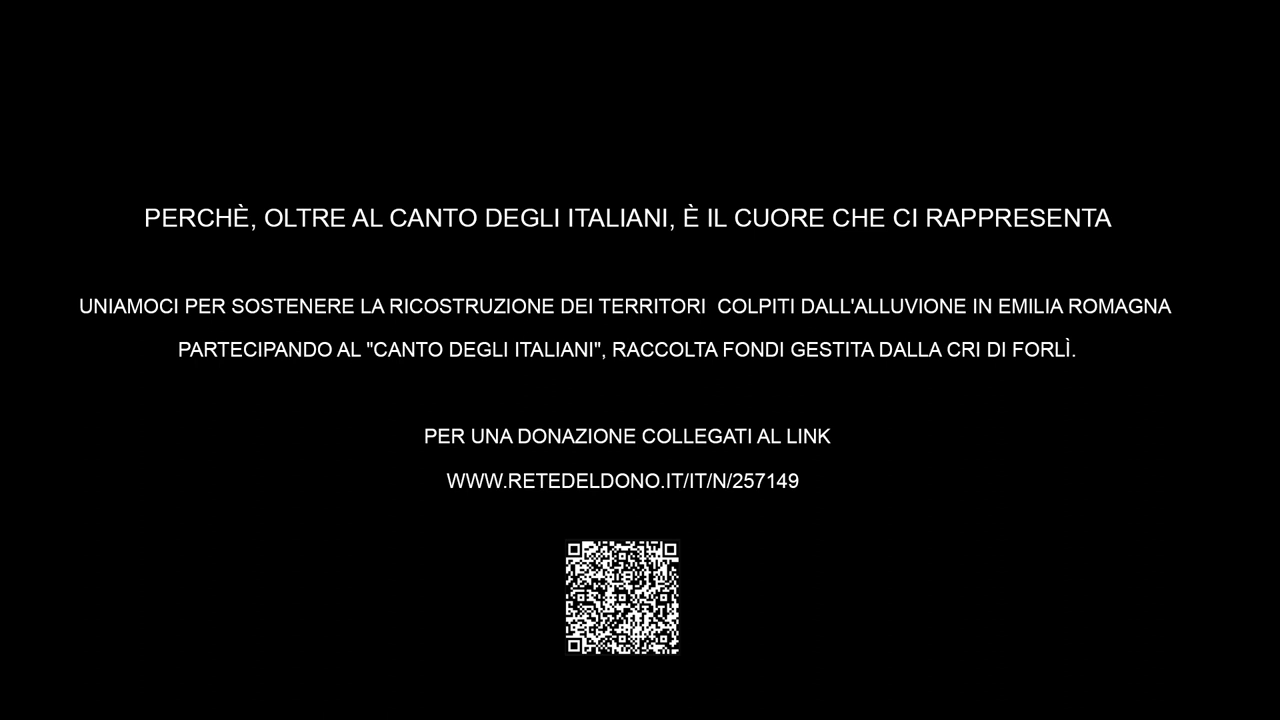 PERCHÈ, OLTRE AL CANTO DEGLI ITALIANI, È IL CUORE CHE CI RAPPRESENTA
UNIAMOCI PER SOSTENERE LA RICOSTRUZIONE DEI TERRITORI  COLPITI DALL'ALLUVIONE IN EMILIA ROMAGNA
PARTECIPANDO AL "CANTO DEGLI ITALIANI", RACCOLTA FONDI GESTITA DALLA CRI DI FORLÌ.
PER UNA DONAZIONE COLLEGATI AL LINK
WWW.RETEDELDONO.IT/IT/N/257149